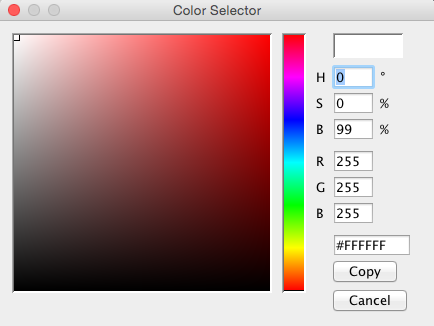 Color Selector
H 0 °
S 0 %
B 99 %
R 255
G 255
B 255
#FFFFFF
Copy
Cancel